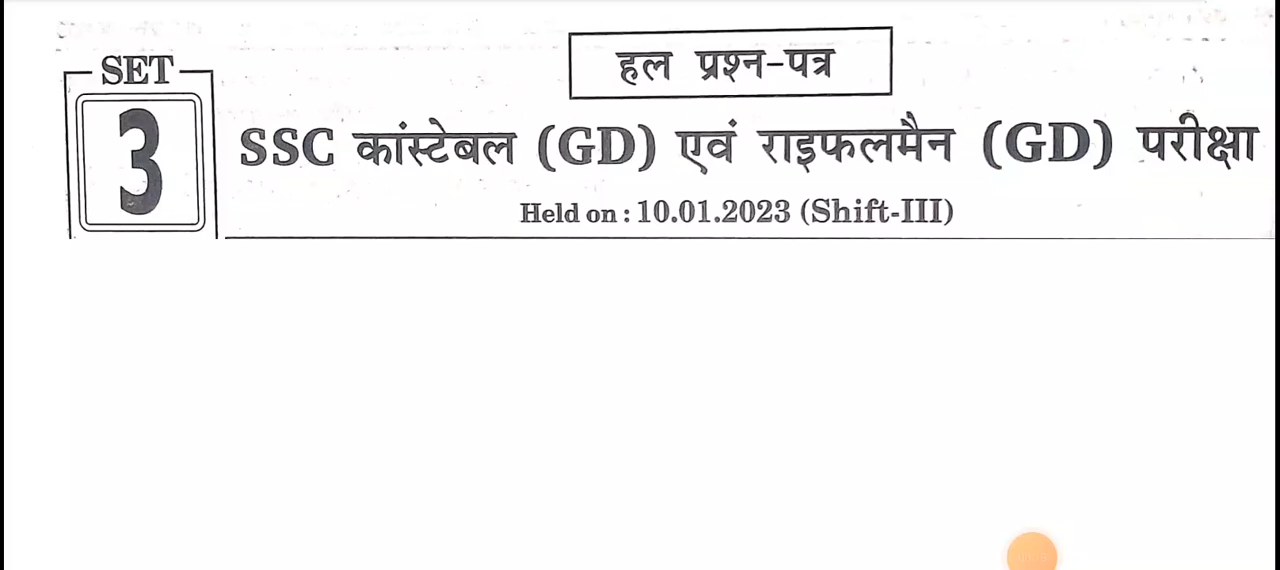 हल प्रश्न-पत्र
SET
3
SSC कांस्टेबल (GD) एवं राइफलमैन (GD) परीक्षा
Held on : 10.01.2023 (Shift-III)